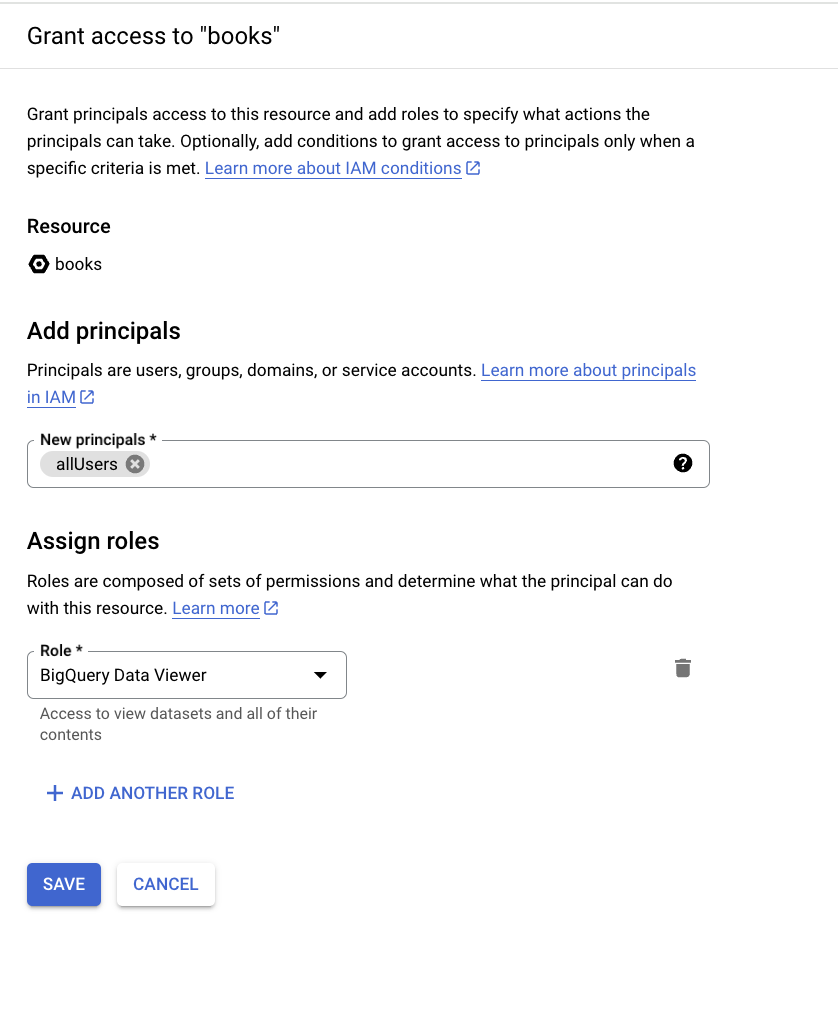 Grant access to "books"
Grant principals access to this resource and add roles to specify what actions the
principals can take. Optionally, add conditions to grant access to principals only when a
specific criteria is met. Learn more about IAM conditions
Resource
books
Add principals
Principals are users, groups, domains, or service accounts. Learn more about principals
in IAM
New principals *
allUsers
Assign roles
Roles are composed of sets of permissions and determine what the principal can do
with this resource. Learn more
Role *
BigQuery Data Viewer
Access to view datasets and all of their
contents
ADD ANOTHER ROLE
SAVE CANCEL